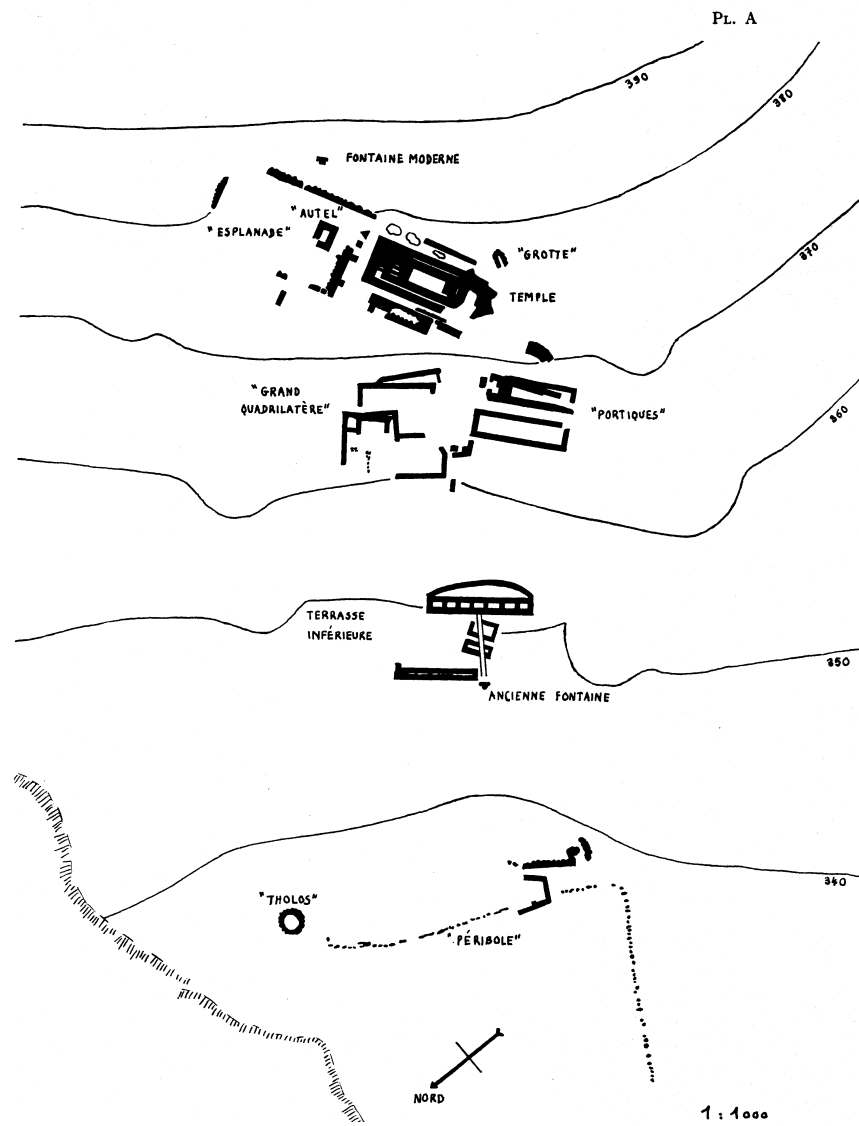 PL. A
390
380
FONTAINE MODERNE
"AUTEL"
"ESPLANADE"
"GROTTE"
370
TEMPLE
"GRAND
QUADRILATÈRE"
"PORTIQUES"
360
TERRASSE
INFÉRIEURE
350
ANCIENNE FONTAINE
340
"THOLOS"
"PÉRIBOLE"
NORD
1 : 1000